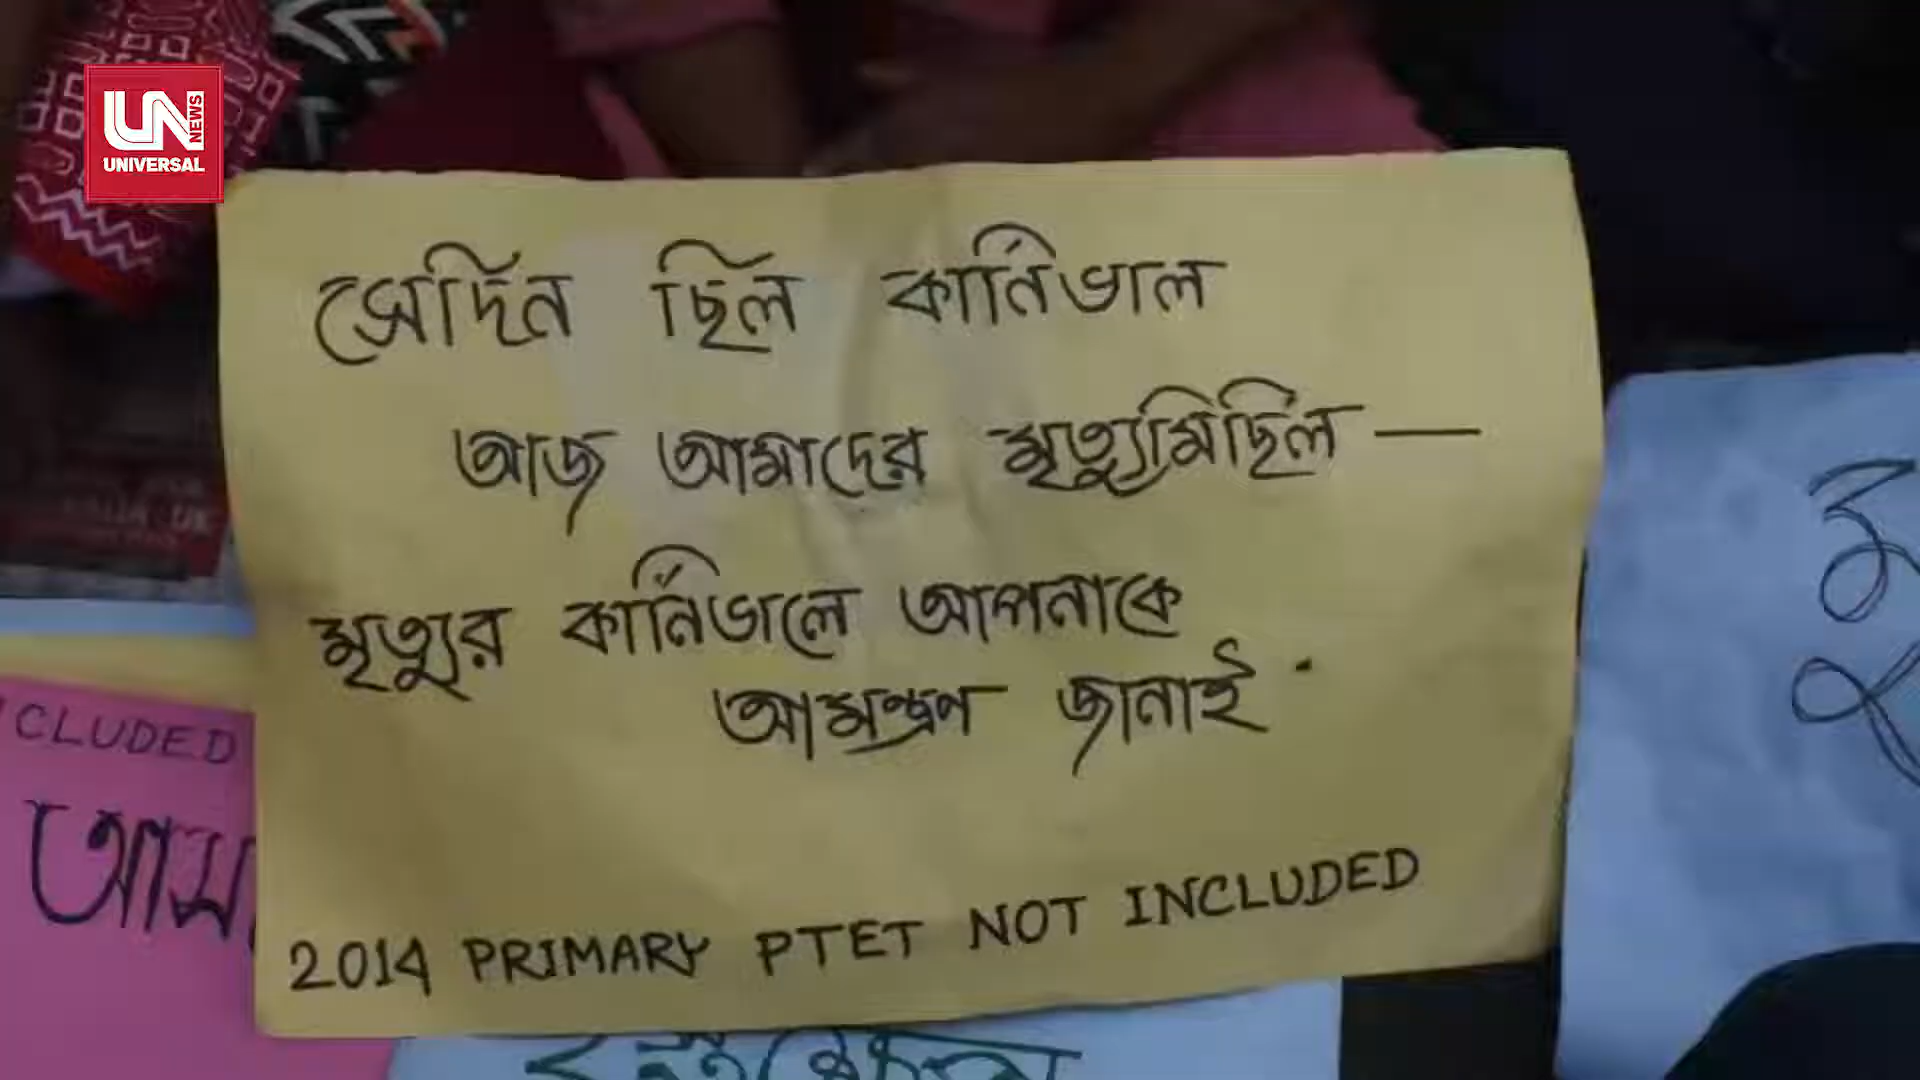 UN NEWS
UNIVERSAL
সেদিন ছিল কার্নিভাল
আজ আমাদের মৃত্যুমিছিল —
মৃত্যুর কার্নিভালে আপনাকে
আমন্ত্রণ জানাই .
2014 PRIMARY PTET NOT INCLUDED
CLUDED